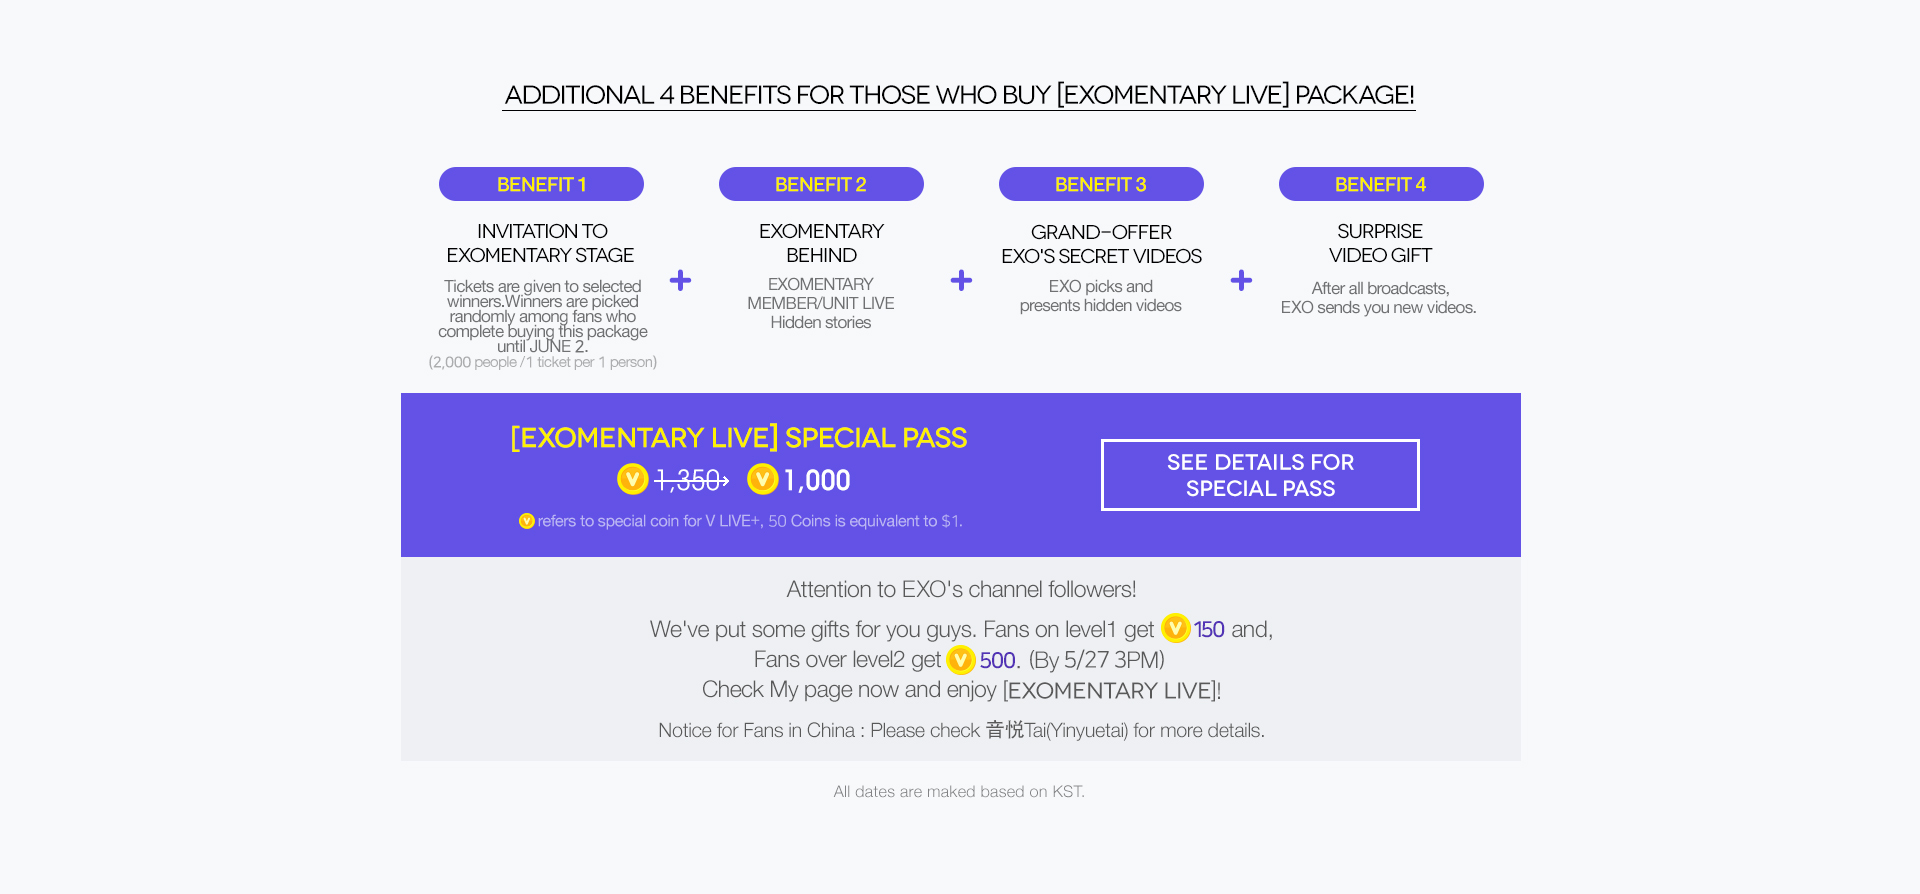 ADDITIONAL 4 BENEFITS FOR THOSE WHO BUY [EXOMENTARY LIVE] PACKAGE!
BENEFIT 1
INVITATION TO
EXOMENTARY STAGE
Tickets are given to selected
winners.Winners are picked
randomly among fans who
complete buying this package
until JUNE 2.
(2,000 people /1 ticket per 1 person)
+
BENEFIT 2
EXOMENTARY
BEHIND
EXOMENTARY
MEMBER/UNIT LIVE
Hidden stories
+
BENEFIT 3
GRAND-OFFER
EXO'S SECRET VIDEOS
EXO picks and
presents hidden videos
+
BENEFIT 4
SURPRISE
VIDEO GIFT
After all broadcasts,
EXO sends you new videos.
[EXOMENTARY LIVE] SPECIAL PASS
V 1,350→ V 1,000
V refers to special coin for V LIVE+, 50 Coins is equivalent to $1.
SEE DETAILS FOR
SPECIAL PASS
Attention to EXO's channel followers!
We've put some gifts for you guys. Fans on level1 get V 150 and,
Fans over level2 get V 500. (By 5/27 3PM)
Check My page now and enjoy [EXOMENTARY LIVE]!
Notice for Fans in China : Please check 音悦Tai(Yinyuetai) for more details.
All dates are maked based on KST.